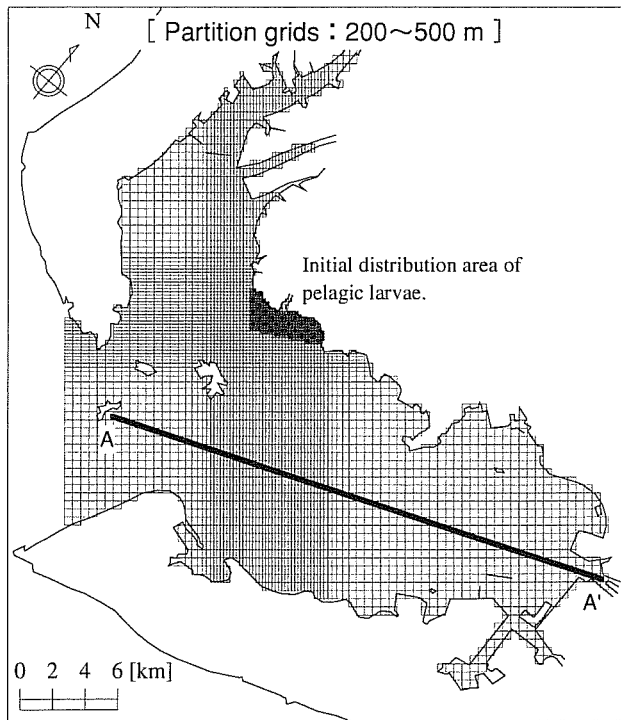 N
[ Partition grids : 200～500 m ]
Initial distribution area of
pelagic larvae.
A
A'
0 2 4 6 [km]